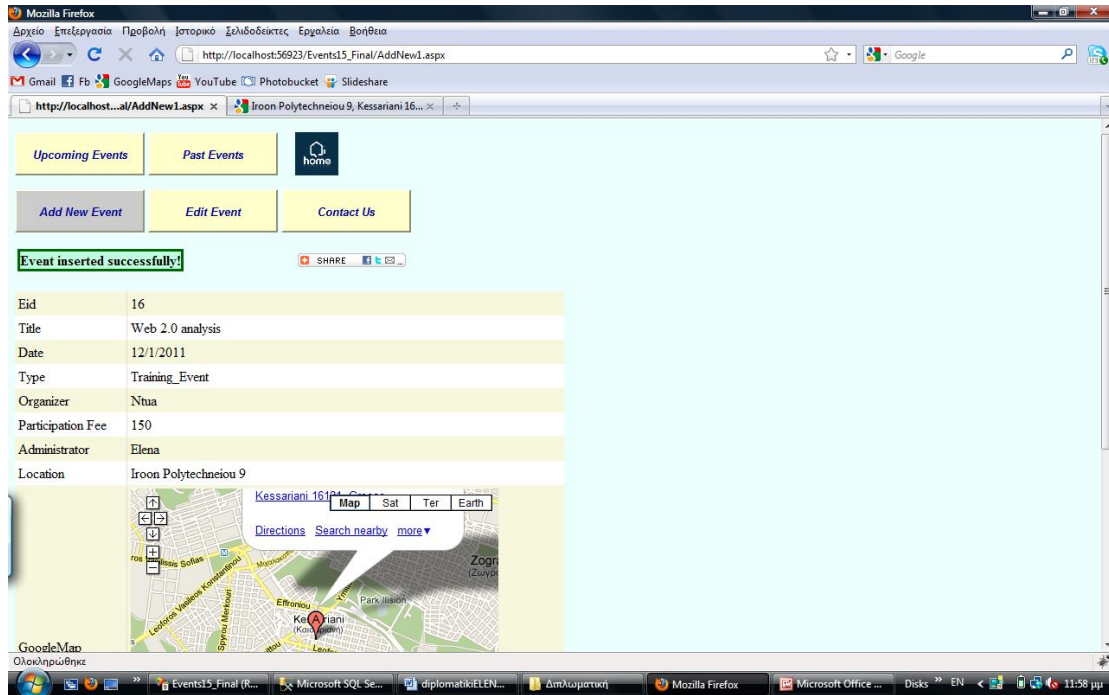 Mozilla Firefox
Αρχείο Επεξεργασία Προβολή Ιστορικό Σελιδοδείκτες Εργαλεία Βοήθεια
http://localhost:56923/Events15_Final/AddNew1.aspx
Google
Gmail Fb GoogleMaps YouTube Photobucket Slideshare
http://localhost...al/AddNew1.aspx
Iroon Polytechneiou 9, Kessariani 16...
Upcoming Events
Past Events
home
Add New Event
Edit Event
Contact Us
Event inserted successfully!
SHARE
Eid 16
Title Web 2.0 analysis
Date 12/1/2011
Type Training_Event
Organizer Ntua
Participation Fee 150
Administrator Elena
Location Iroon Polytechneiou 9
Kessariani
Map Sat Ter Earth
Directions Search nearby more
Zogr
Leoforos Vasileos Konstantinou
Effroniou
Park Ilision
Spyrou Merkouri
GoogleMap
Ολοκληρώθηκε
Events15_Final (R...
Microsoft SQL Se...
diplomatikiELEN...
Διπλωματική
Mozilla Firefox
Microsoft Office ...
Disks
EN
11:58 μμ